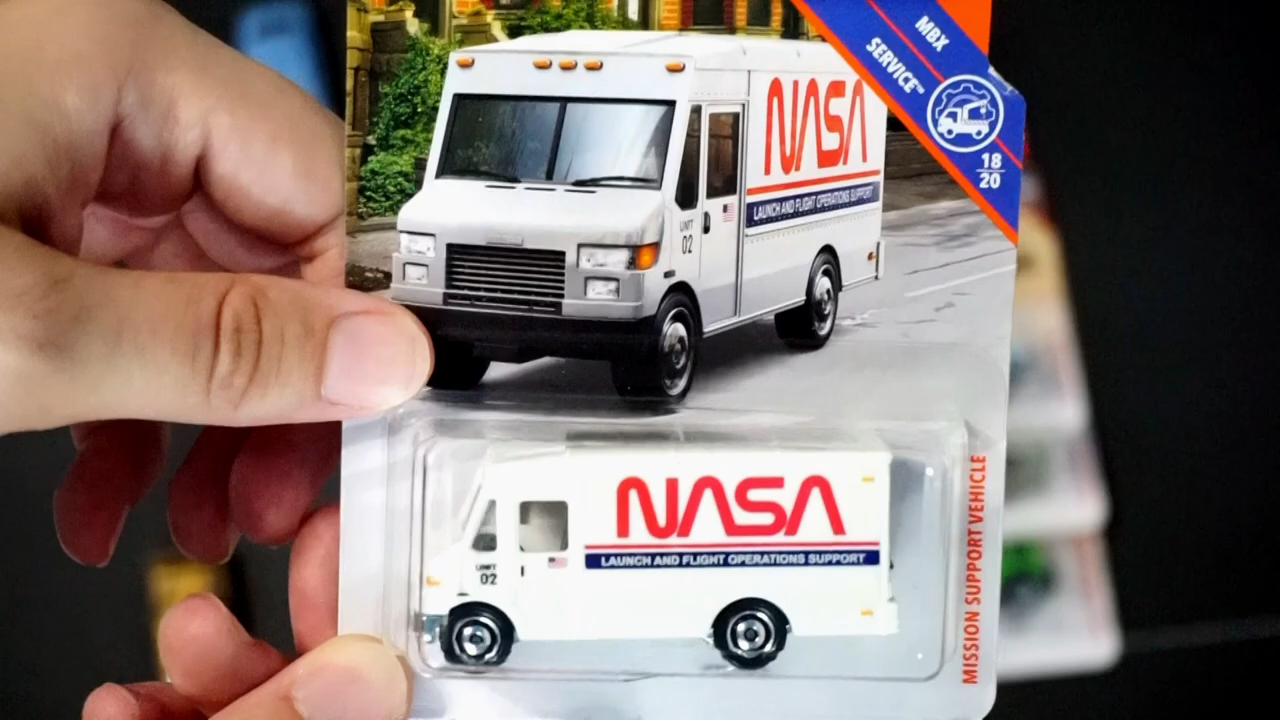 MBX
SERVICE™
18
20
NASA
LAUNCH AND FLIGHT OPERATIONS SUPPORT
UNIT
02
NASA
LAUNCH AND FLIGHT OPERATIONS SUPPORT
UNIT
02
MISSION SUPPORT VEHICLE